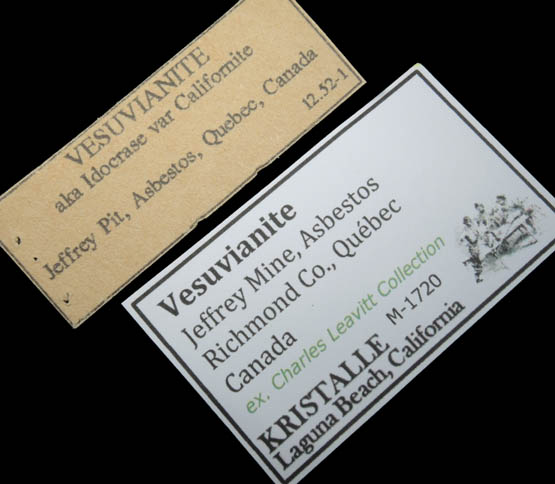 VESUVIANITE
aka Idocrase var Californite
Jeffrey Pit, Asbestos, Quebec, Canada
12.52-1
Vesuvianite
Jeffrey Mine, Asbestos
Richmond Co., Québec
Canada
ex. Charles Leavitt Collection
KRISTALLE M-1720
Laguna Beach, California